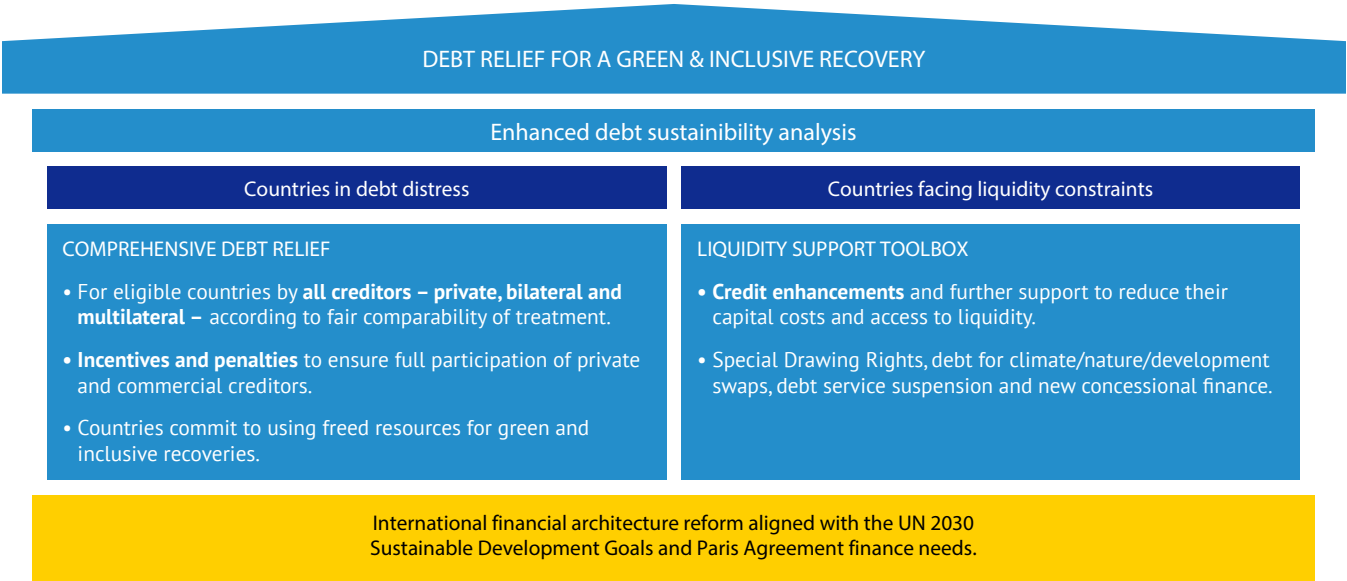 DEBT RELIEF FOR A GREEN & INCLUSIVE RECOVERY
Enhanced debt sustainibility analysis
Countries in debt distress
COMPREHENSIVE DEBT RELIEF
• For eligible countries by all creditors – private, bilateral and
multilateral – according to fair comparability of treatment.
• Incentives and penalties to ensure full participation of private
and commercial creditors.
• Countries commit to using freed resources for green and
inclusive recoveries.
Countries facing liquidity constraints
LIQUIDITY SUPPORT TOOLBOX
• Credit enhancements and further support to reduce their
capital costs and access to liquidity.
• Special Drawing Rights, debt for climate/nature/development
swaps, debt service suspension and new concessional finance.
International financial architecture reform aligned with the UN 2030
Sustainable Development Goals and Paris Agreement finance needs.